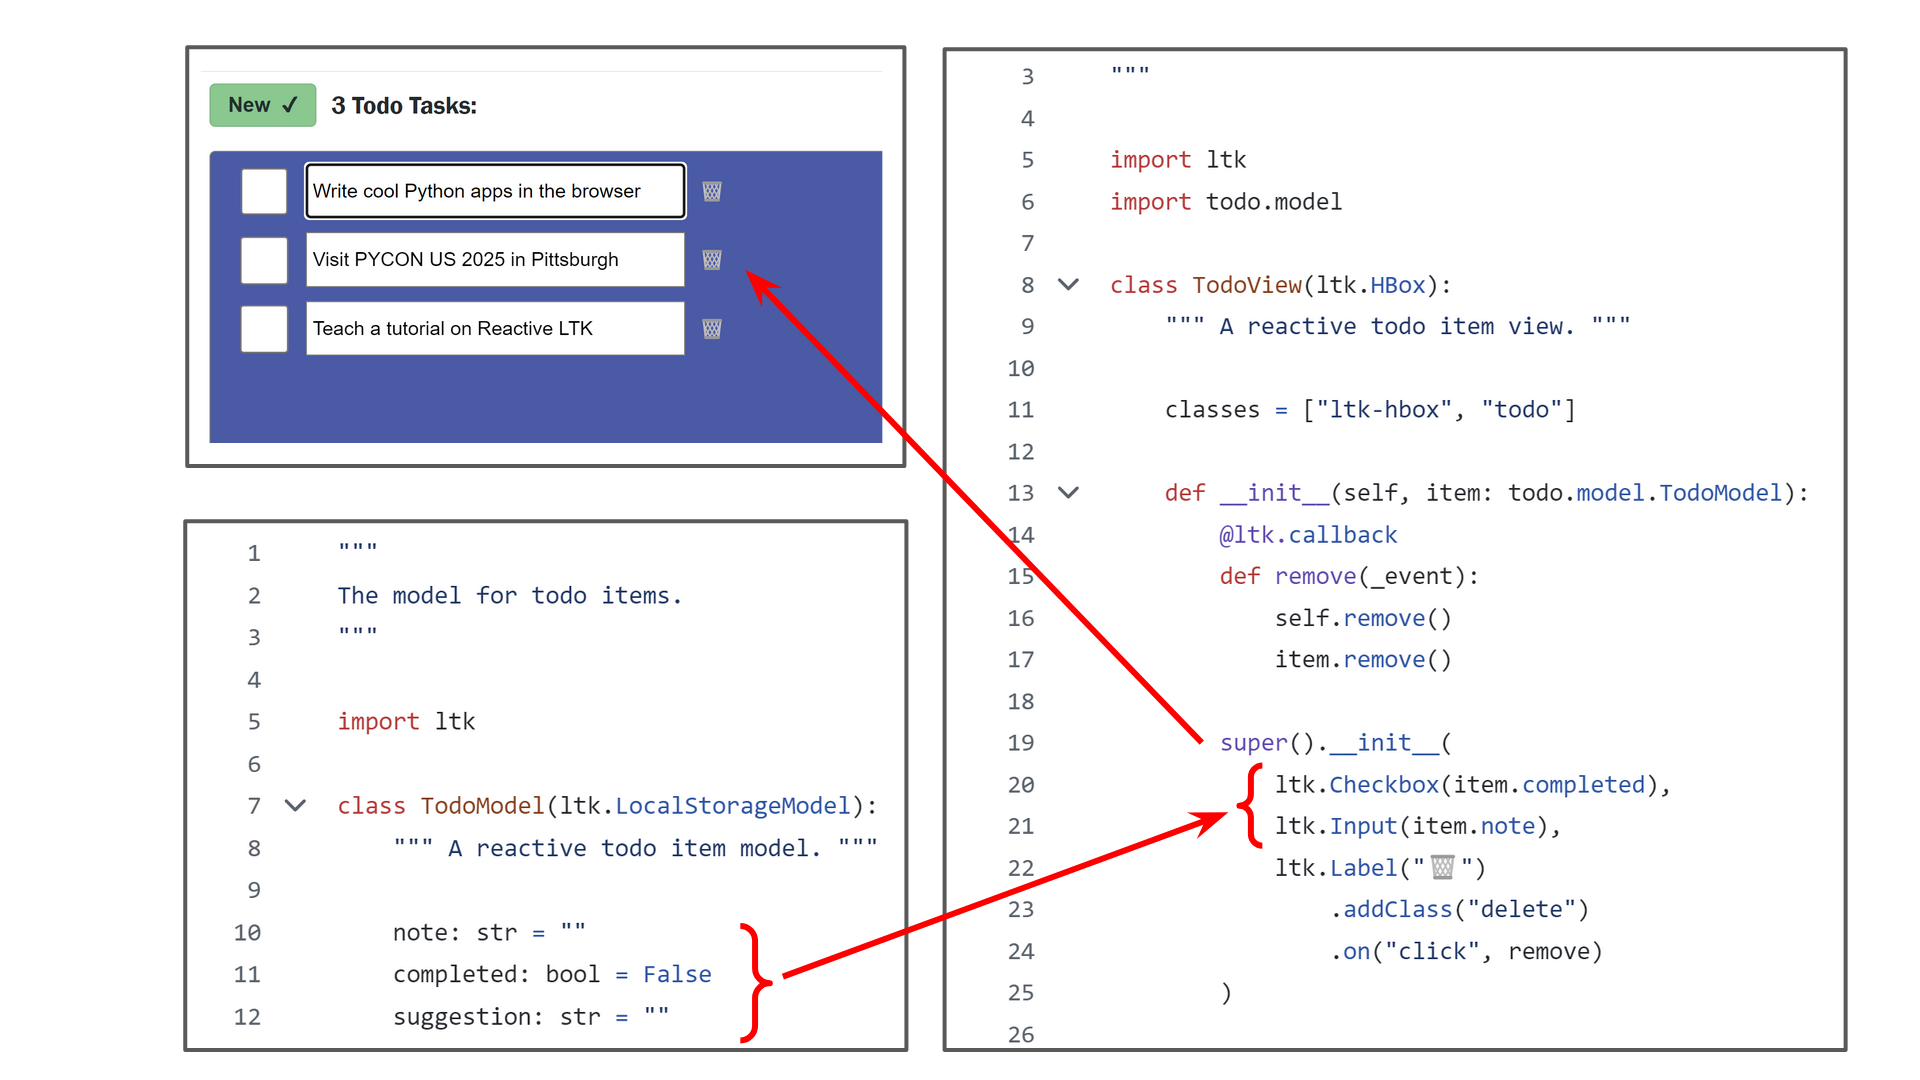 New ✓ 3 Todo Tasks:
Write cool Python apps in the browser 🗑
Visit PYCON US 2025 in Pittsburgh 🗑
Teach a tutorial on Reactive LTK 🗑
1 """
2 The model for todo items.
3 """
4
5 import ltk
6
7 class TodoModel(ltk.LocalStorageModel):
8     """ A reactive todo item model. """
9
10     note: str = ""
11     completed: bool = False
12     suggestion: str = ""
3 """
4
5 import ltk
6 import todo.model
7
8 class TodoView(ltk.HBox):
9     """ A reactive todo item view. """
10
11     classes = ["ltk-hbox", "todo"]
12
13     def __init__(self, item: todo.model.TodoModel):
14         @ltk.callback
15         def remove(_event):
16             self.remove()
17             item.remove()
18
19         super().__init__(
20             ltk.Checkbox(item.completed),
21             ltk.Input(item.note),
22             ltk.Label("🗑")
23                 .addClass("delete")
24                 .on("click", remove)
25         )
26